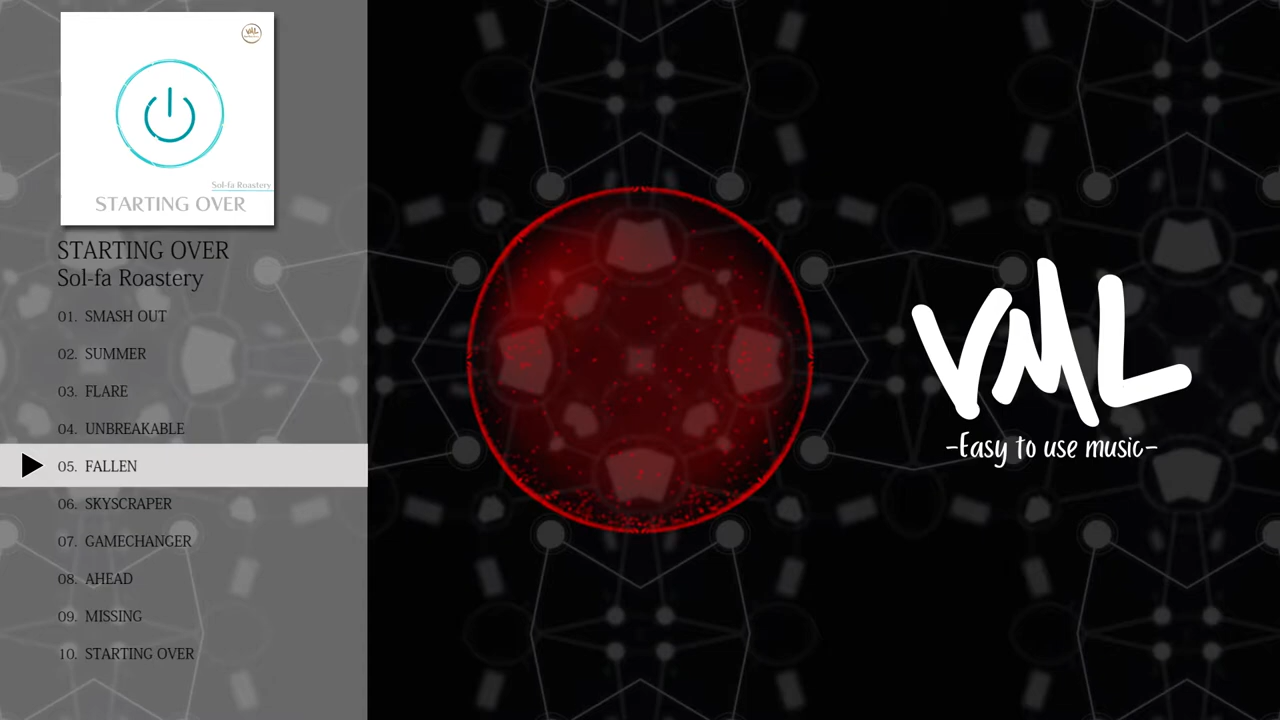 VML
Sol-fa Roastery
STARTING OVER
STARTING OVER
Sol-fa Roastery
01. SMASH OUT
02. SUMMER
03. FLARE
04. UNBREAKABLE
05. FALLEN
06. SKYSCRAPER
07. GAMECHANGER
08. AHEAD
09. MISSING
10. STARTING OVER
VML
-Easy to use music-